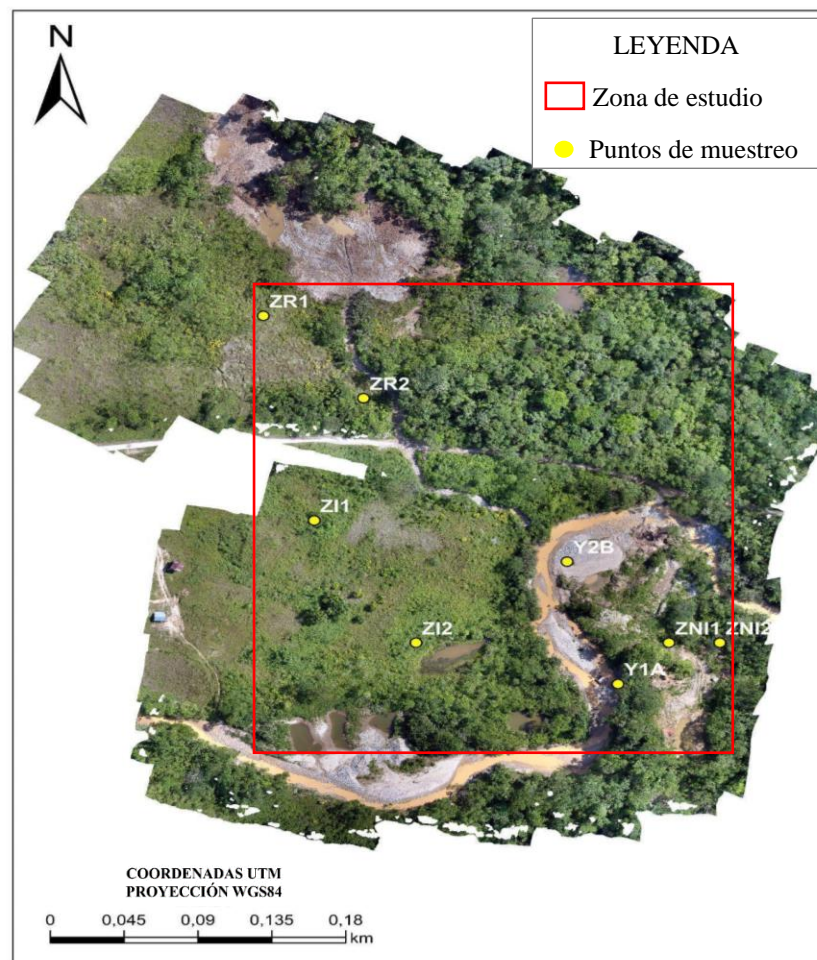 N
LEYENDA
Zona de estudio
Puntos de muestreo
ZR1
ZR2
ZI1
Y2B
ZI2
ZNI1 ZNI2
Y1A
COORDENADAS UTM
PROYECCIÓN WGS84
0 0,045 0,09 0,135 0,18
km